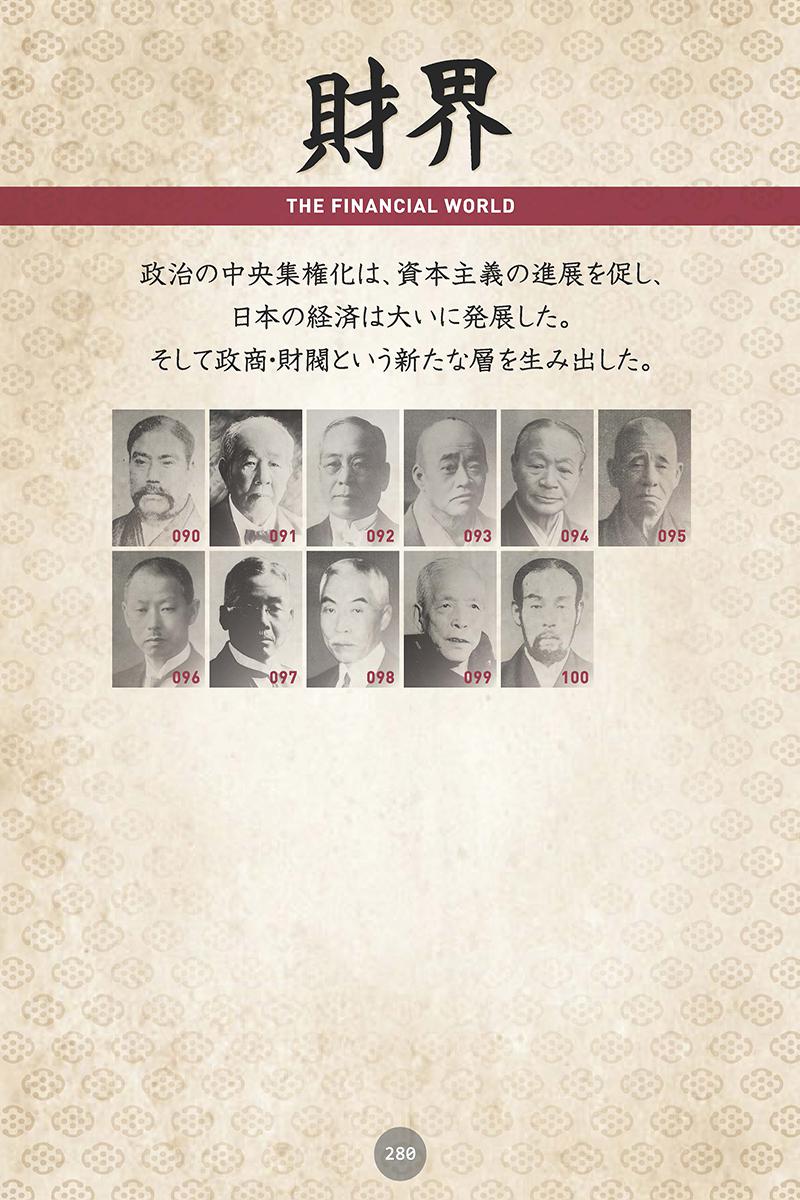 財界
THE FINANCIAL WORLD
政治の中央集権化は、資本主義の進展を促し、
日本の経済は大いに発展した。
そして政商・財閥という新たな層を生み出した。
090 091 092 093 094 095
096 097 098 099 100
280